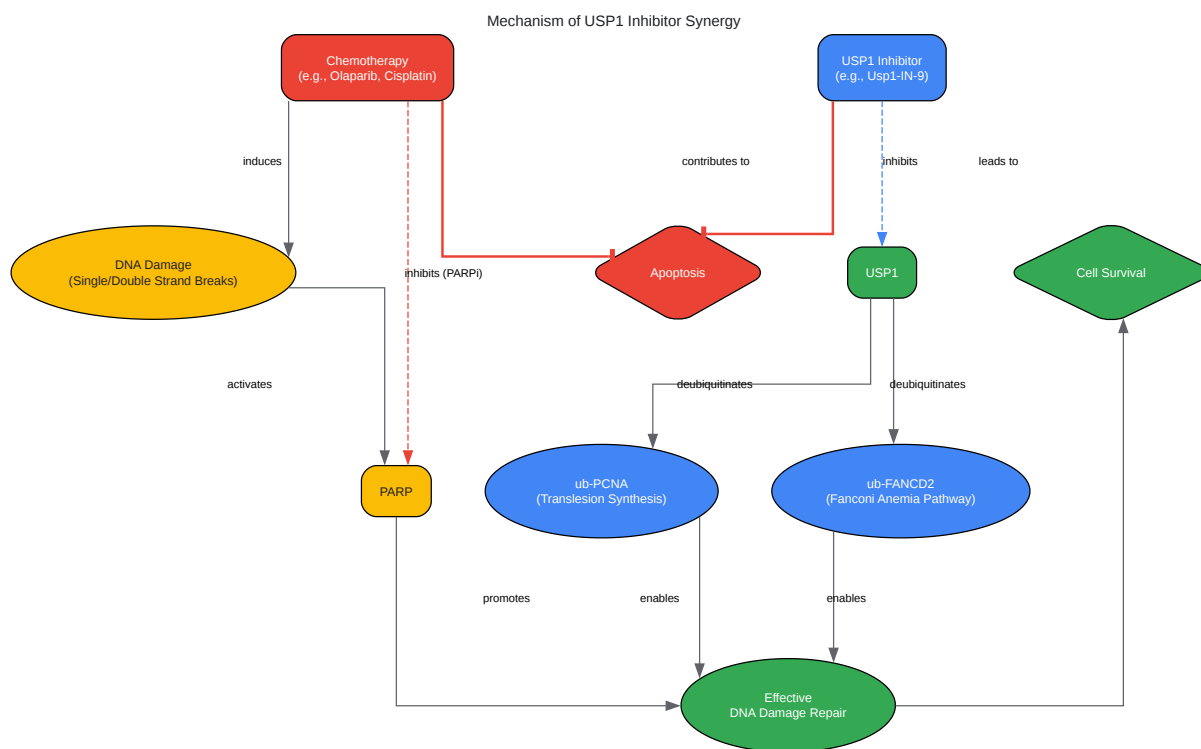 Mechanism of USP1 Inhibitor Synergy
Chemotherapy
(e.g., Olaparib, Cisplatin)
USP1 Inhibitor
(e.g., Usp1-IN-9)
induces
contributes to
inhibits
leads to
DNA Damage
(Single/Double Strand Breaks)
inhibits (PARPi)
Apoptosis
USP1
Cell Survival
activates
deubiquitinates
deubiquitinates
PARP
ub-PCNA
(Translesion Synthesis)
ub-FANCD2
(Fanconi Anemia Pathway)
promotes
enables
enables
Effective
DNA Damage Repair